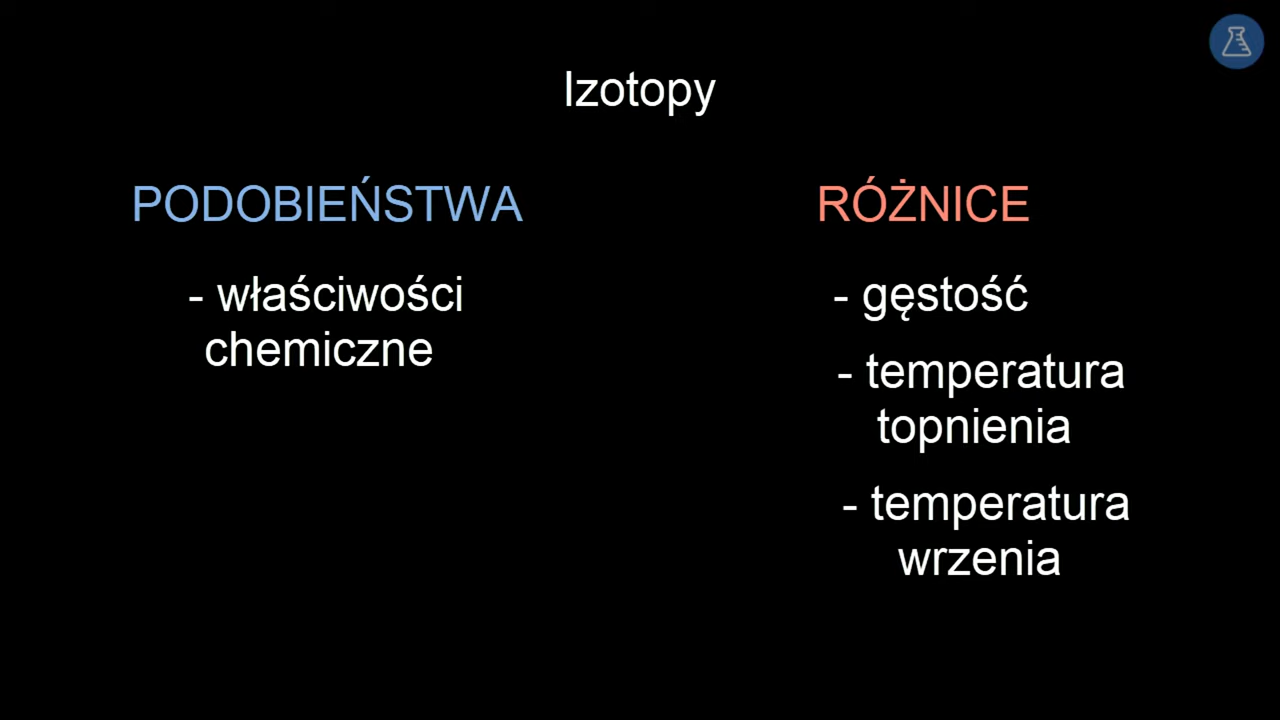 Izotopy
PODOBIEŃSTWA
- właściwości
chemiczne
RÓŻNICE
- gęstość
- temperatura
topnienia
- temperatura
wrzenia